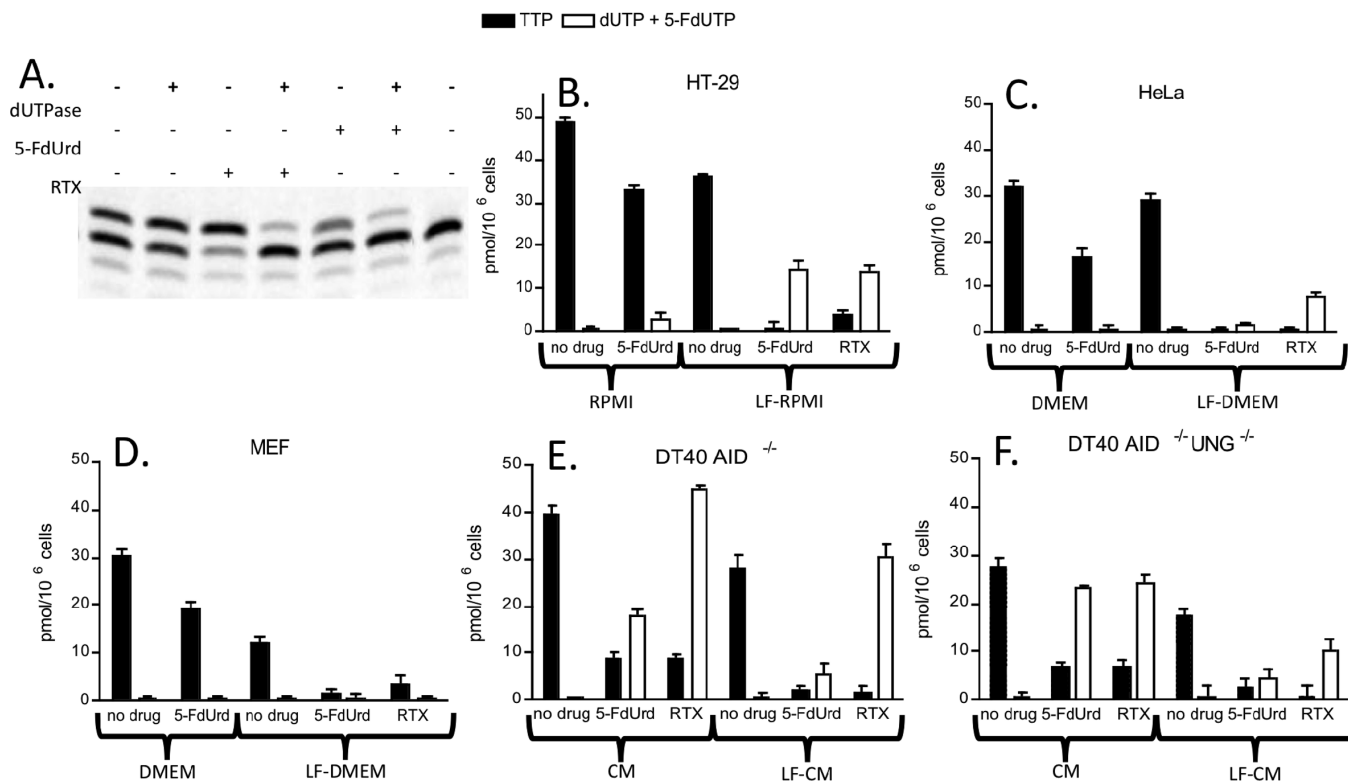 TTP dUTP + 5-FdUTP
A.
- + - + - + -
dUTPase
- - - - + + -
5-FdUrd
- - + + - - -
RTX
B.
HT-29
pmol/10 6 cells
50
40
30
20
10
0
no drug 5-FdUrd no drug 5-FdUrd RTX
RPMI LF-RPMI
C.
HeLa
pmol/10 6 cells
50
40
30
20
10
0
no drug 5-FdUrd no drug 5-FdUrd RTX
DMEM LF-DMEM
D.
MEF
pmol/10 6 cells
50
40
30
20
10
0
no drug 5-FdUrd no drug 5-FdUrd RTX
DMEM LF-DMEM
E.
DT40 AID -/-
pmol/10 6 cells
50
40
30
20
10
0
no drug 5-FdUrd RTX no drug 5-FdUrd RTX
CM LF-CM
F.
DT40 AID -/- UNG -/-
pmol/10 6 cells
50
40
30
20
10
0
no drug 5-FdUrd RTX no drug 5-FdUrd RTX
CM LF-CM